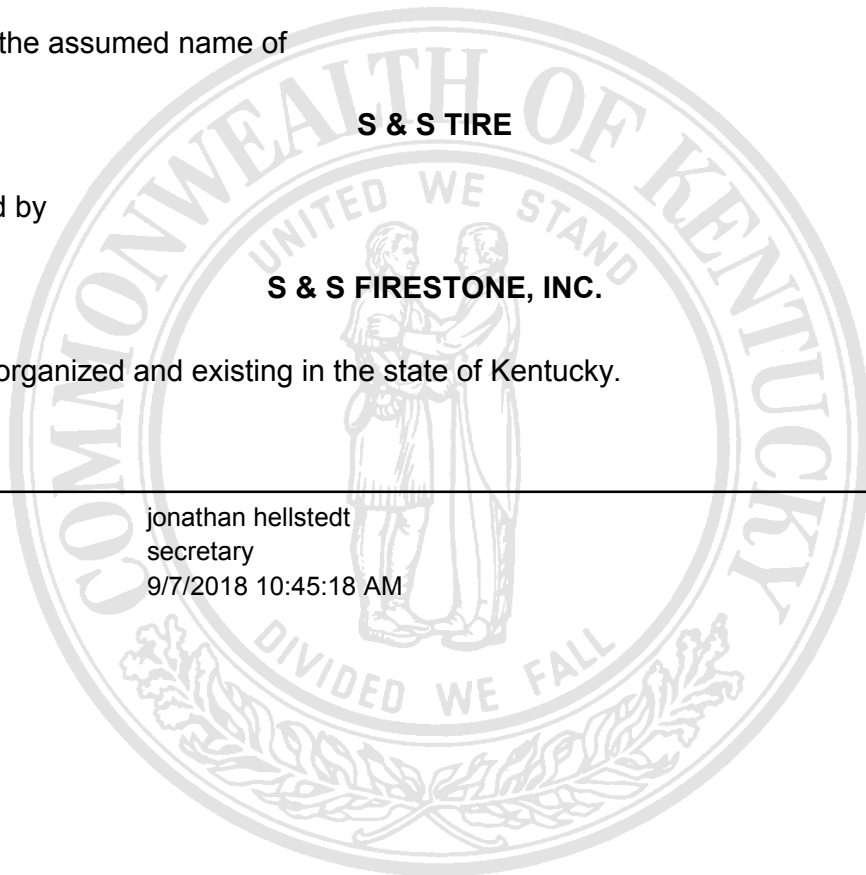 the assumed name of
S & S TIRE
d by
S & S FIRESTONE, INC.
organized and existing in the state of Kentucky.
jonathan hellstedt
secretary
9/7/2018 10:45:18 AM
COMMONWEALTH OF KENTUCKY
UNITED WE STAND
DIVIDED WE FALL